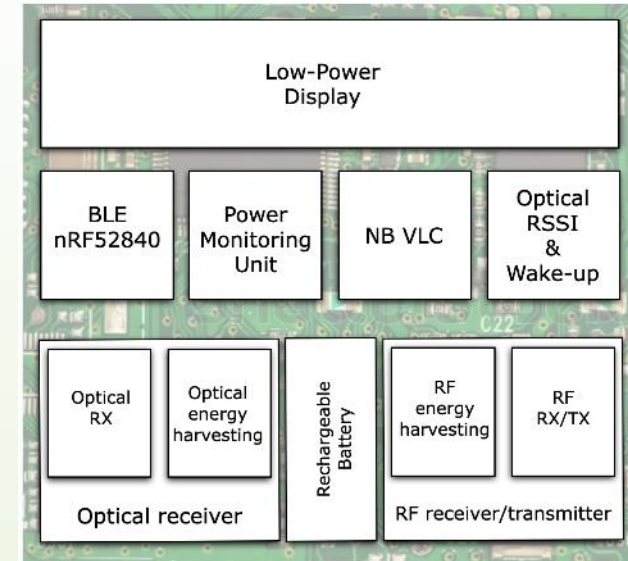 Low-Power
Display
BLE
nRF52840
Power
Monitoring
Unit
NB VLC
Optical
RSSI
&
Wake-up
C22
Optical
RX
Optical
energy
harvesting
Optical receiver
Rechargeable
Battery
RF
energy
harvesting
RF
RX/TX
RF receiver/transmitter